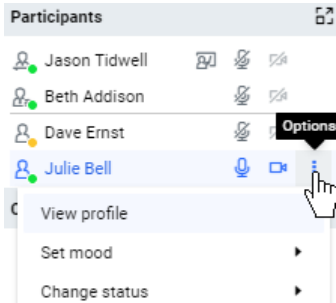 Participants
Jason Tidwell
Beth Addison
Dave Ernst
Options
Julie Bell
View profile
Set mood
Change status